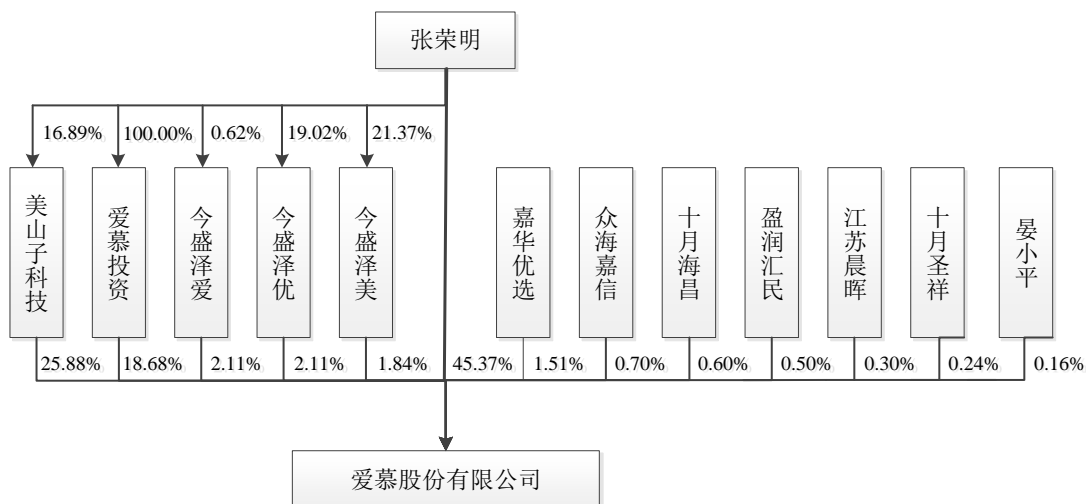 张荣明
16.89% 100.00% 0.62% 19.02% 21.37%
美山子科技
爱慕投资
今盛泽爱
今盛泽优
今盛泽美
嘉华优选
众海嘉信
十月海昌
盈润汇民
江苏晨晖
十月圣祥
晏小平
25.88% 18.68% 2.11% 2.11% 1.84% 45.37% 1.51% 0.70% 0.60% 0.50% 0.30% 0.24% 0.16%
爱慕股份有限公司